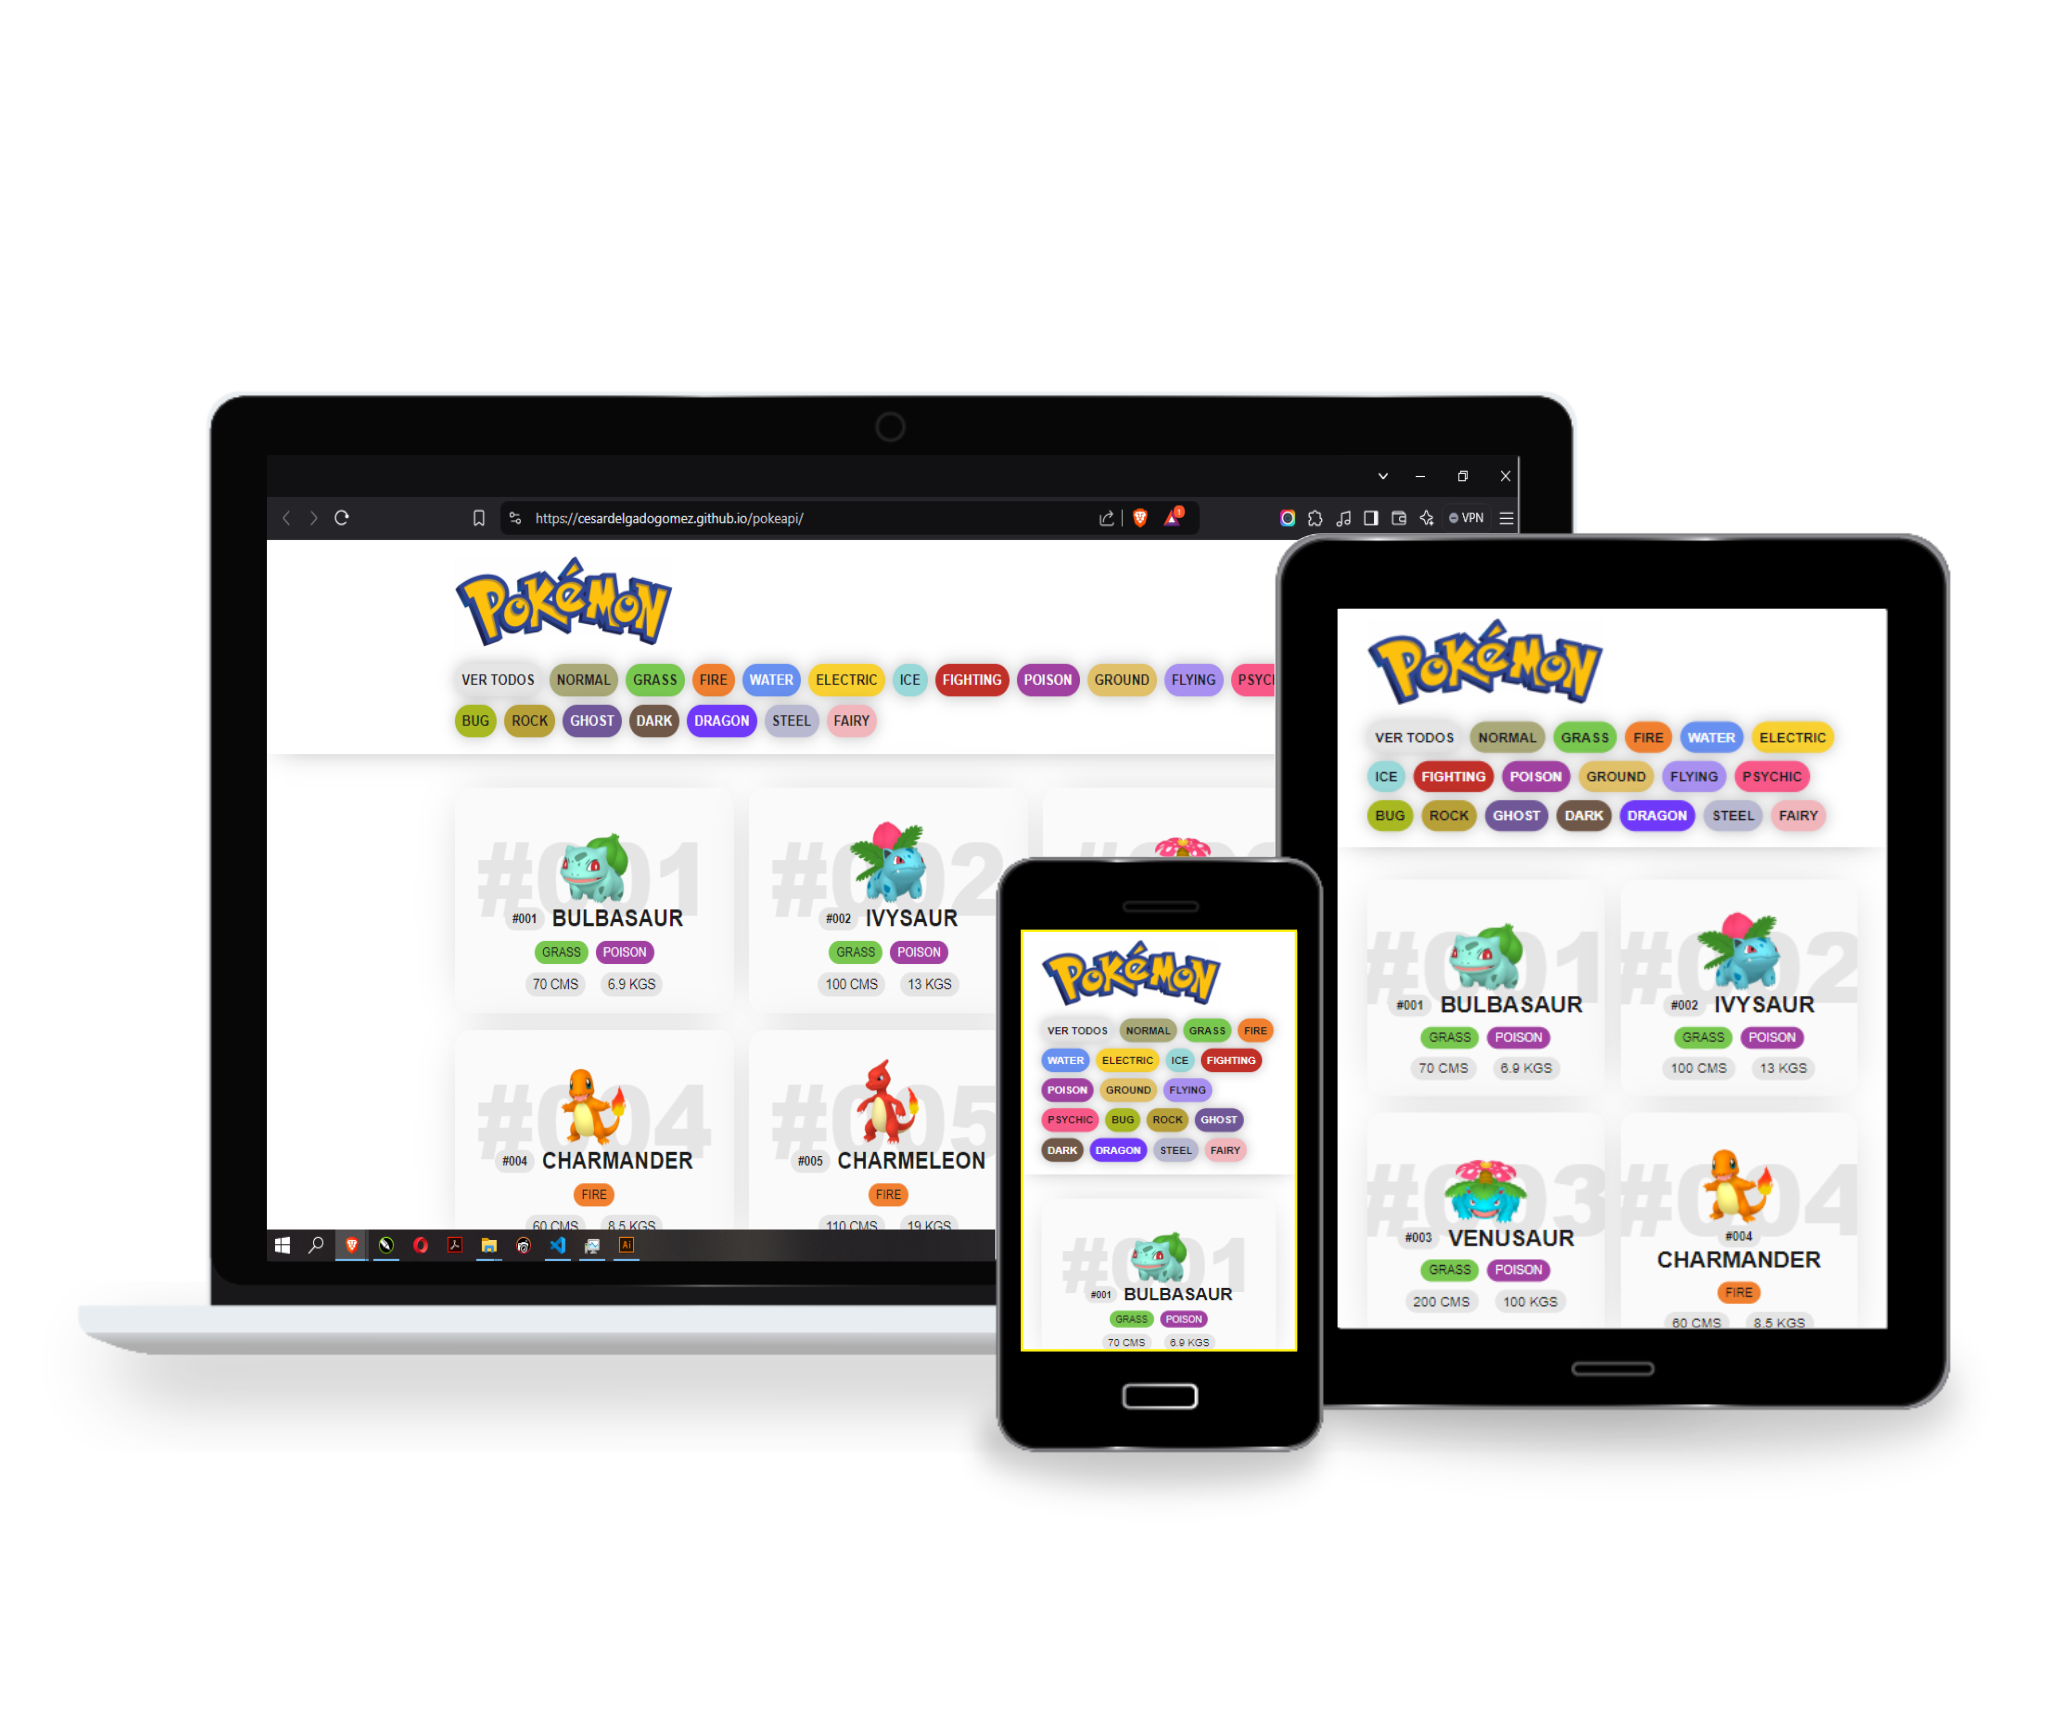 https://cesardelgadogomez.github.io/pokeapi/
1
VPN
POKéMON
VER TODOS NORMAL GRASS FIRE WATER ELECTRIC ICE FIGHTING POISON GROUND FLYING PSYCI
BUG ROCK GHOST DARK DRAGON STEEL FAIRY
#001 #002
#001 BULBASAUR
GRASS POISON
70 CMS 6.9 KGS
#002 IVYSAUR
GRASS POISON
100 CMS 13 KGS
#004 #005
#004 CHARMANDER
FIRE
60 CMS 8.5 KGS
#005 CHARMELEON
FIRE
110 CMS 19 KGS
Ai
POKéMON
VER TODOS NORMAL GRASS FIRE
WATER ELECTRIC ICE FIGHTING
POISON GROUND FLYING
PSYCHIC BUG ROCK GHOST
DARK DRAGON STEEL FAIRY
#001
#001 BULBASAUR
GRASS POISON
70 CMS 6.9 KGS
POKéMON
VER TODOS NORMAL GRASS FIRE WATER ELECTRIC
ICE FIGHTING POISON GROUND FLYING PSYCHIC
BUG ROCK GHOST DARK DRAGON STEEL FAIRY
#001 #002
#001 BULBASAUR
GRASS POISON
70 CMS 6.9 KGS
#002 IVYSAUR
GRASS POISON
100 CMS 13 KGS
#003 #004
#003 VENUSAUR
GRASS POISON
200 CMS 100 KGS
#004
CHARMANDER
FIRE
60 CMS 8.5 KGS